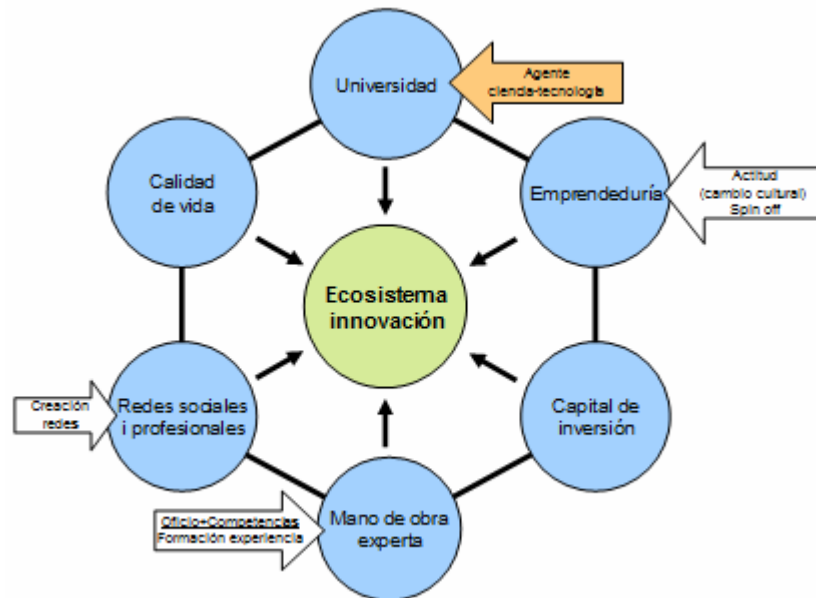 Universidad
Agente
ciencia-tecnología
Calidad
de vida
Emprendeduría
Actitud
(cambio cultural)
Spin off
Ecosistema
innovación
Creación
redes
Redes sociales
i profesionales
Capital de
inversión
Oficio+Competencias
Formación experiencia
Mano de obra
experta